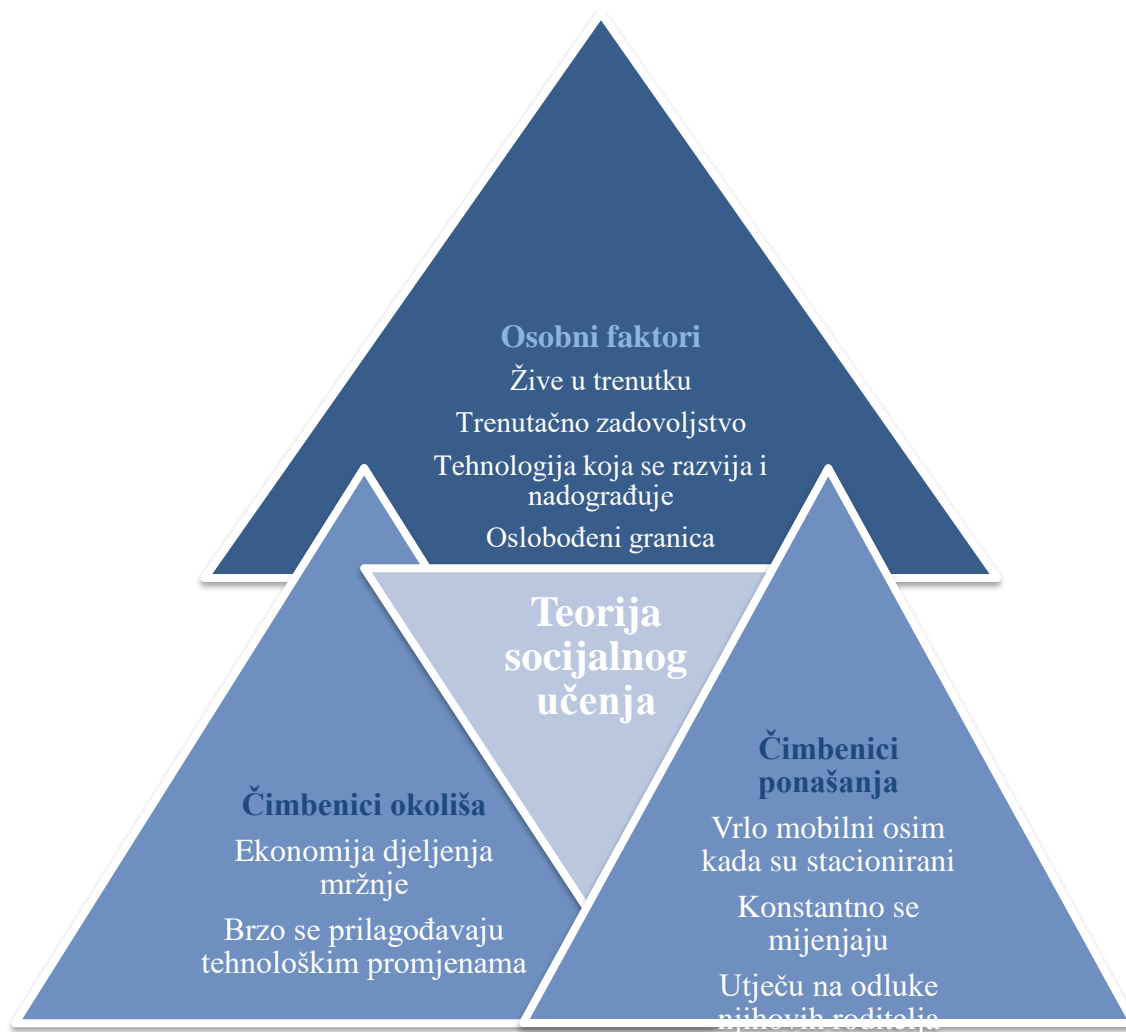 Osobni faktori
Žive u trenutku
Trenutačno zadovoljstvo
Tehnologija koja se razvija i
nadograđuje
Oslobođeni granica
Teorija
socijalnog
učenja
Čimbenici okoliša
Ekonomija djeljenja
mržnje
Brzo se prilagođavaju
tehnološkim promjenama
Čimbenici
ponašanja
Vrlo mobilni osim
kada su stacionirani
Konstantno se
mijenjaju
Utječu na odluke
njihovih roditelja